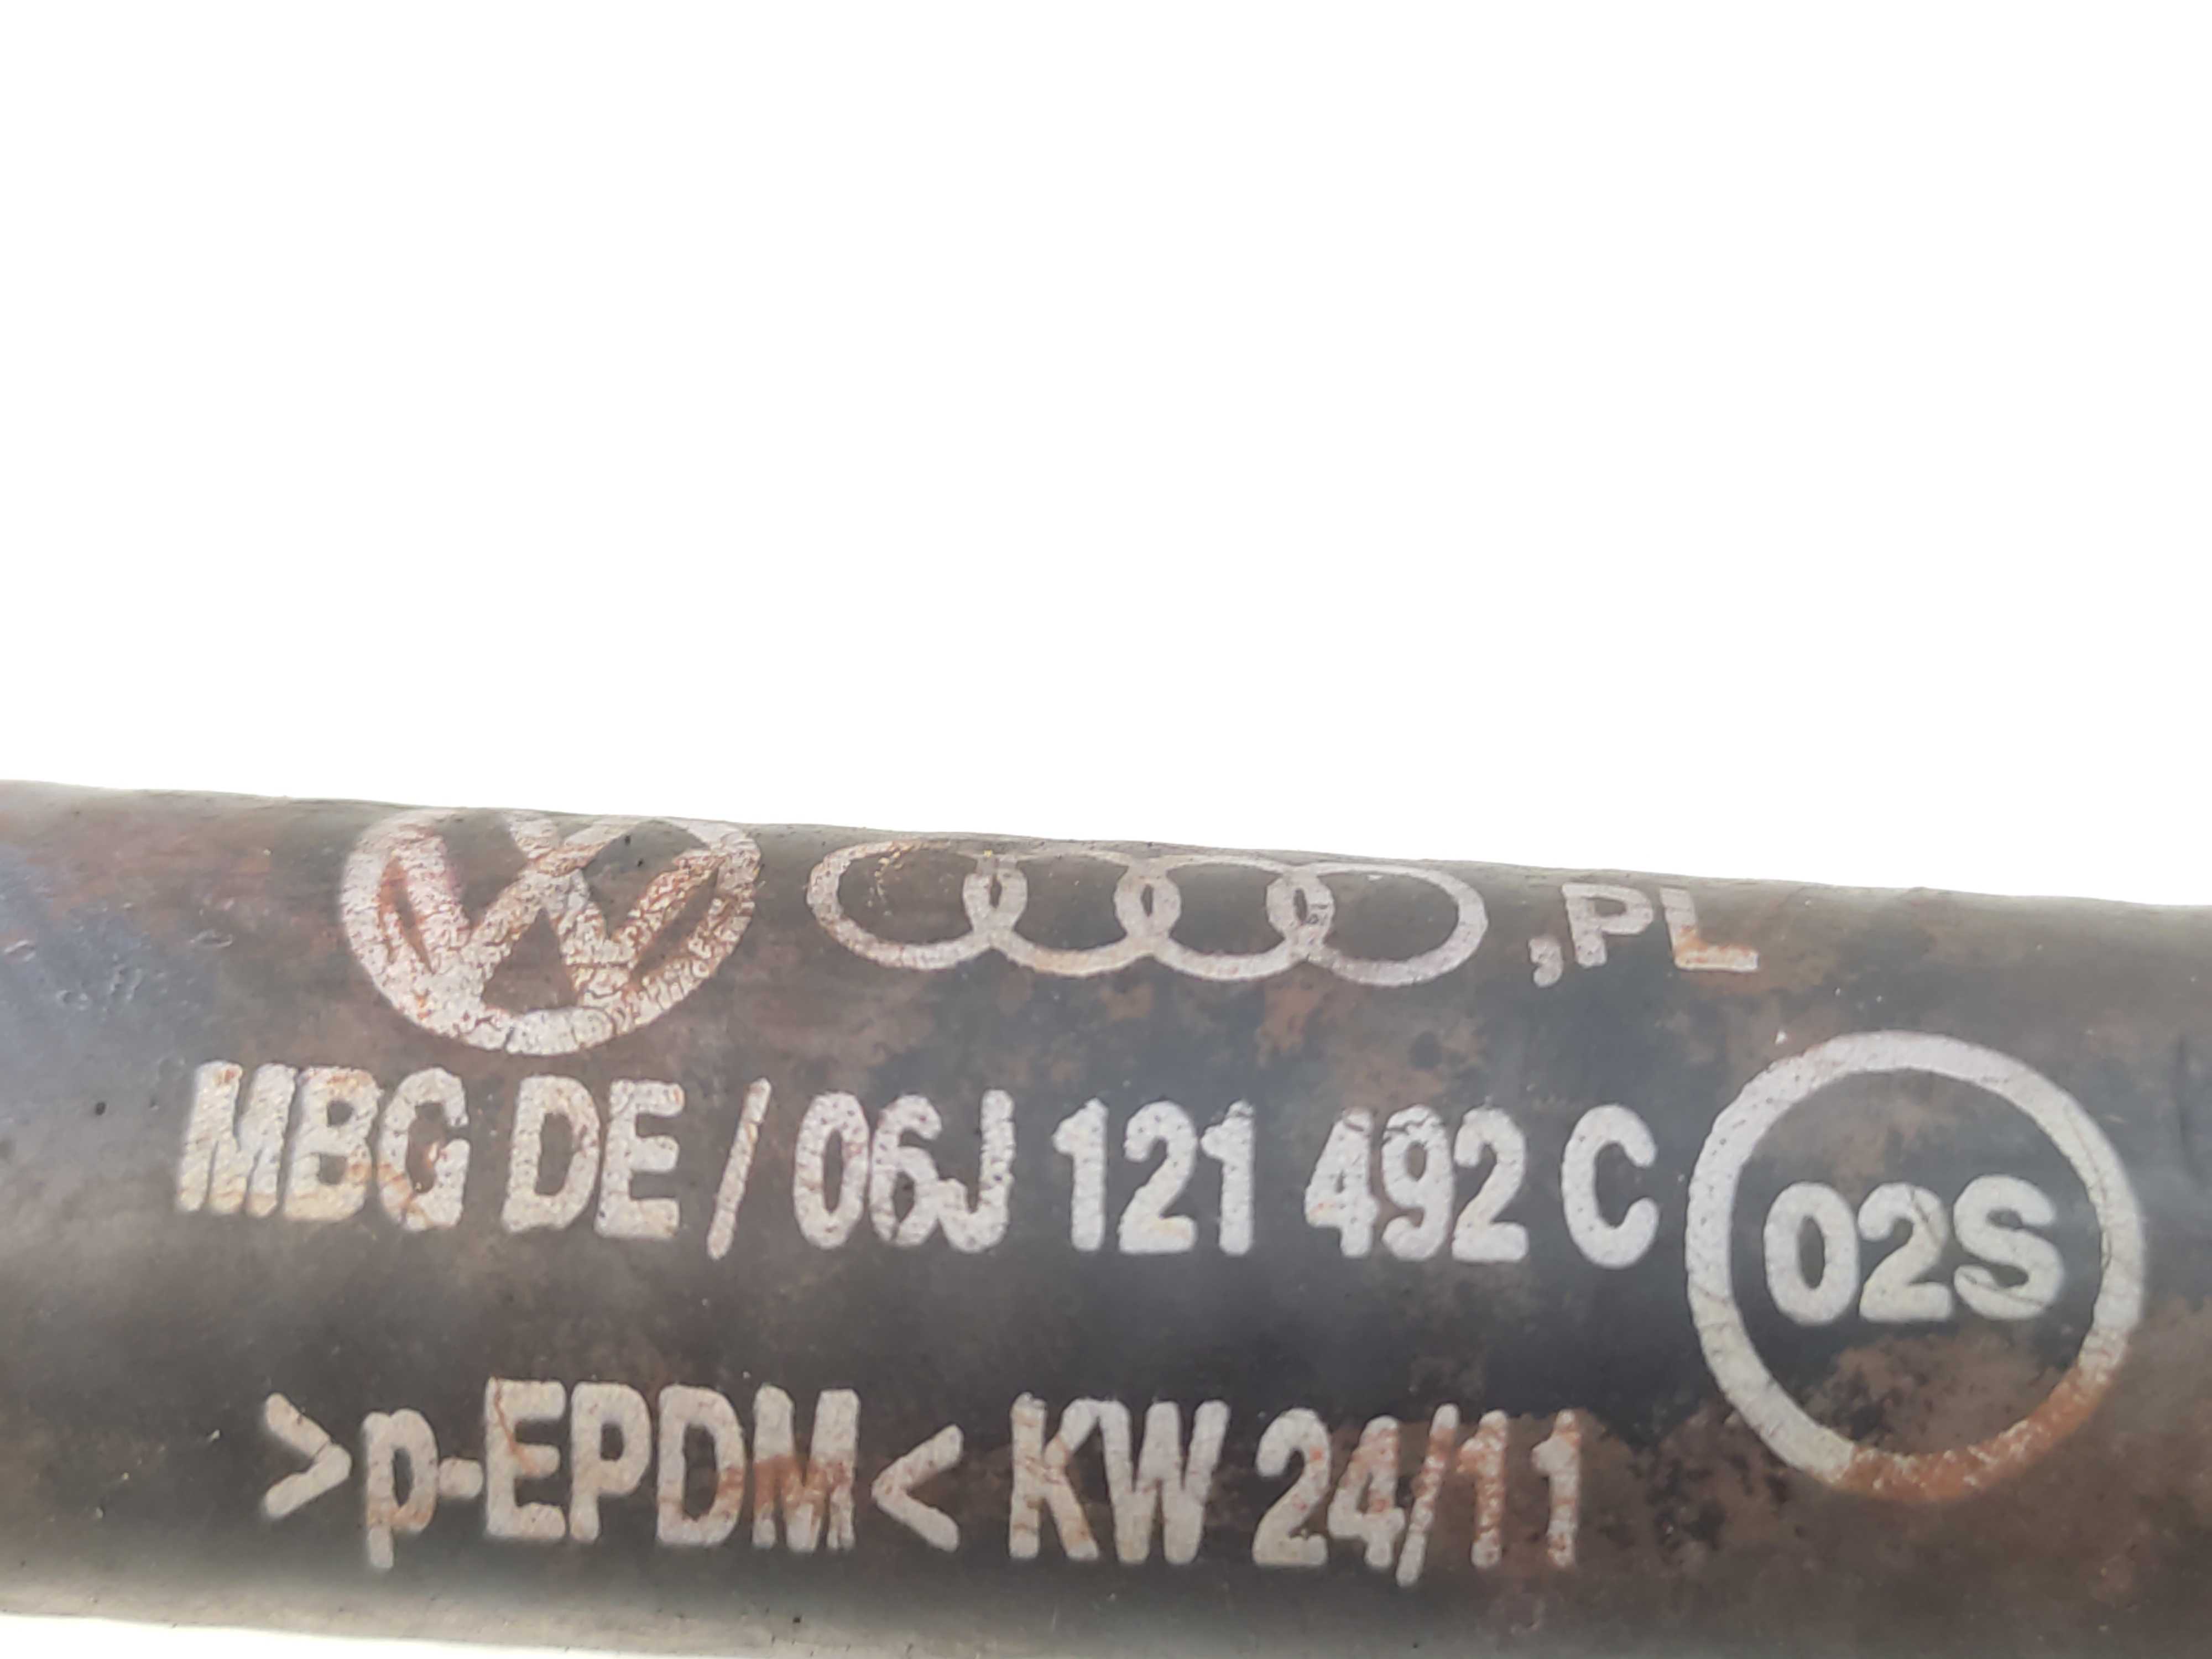 ,PL
MBG DE / 06J 121 492 C
02S
>p-EPDM< KW 24/11